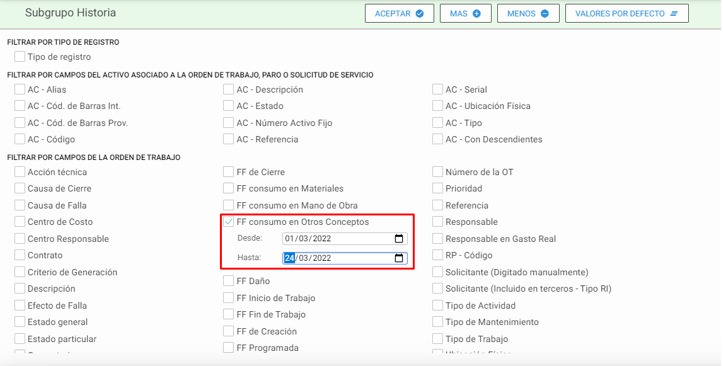 Subgrupo Historia
ACEPTAR
MAS
MENOS
VALORES POR DEFECTO
FILTRAR POR TIPO DE REGISTRO
Tipo de registro
FILTRAR POR CAMPOS DEL ACTIVO ASOCIADO A LA ORDEN DE TRABAJO, PARO O SOLICITUD DE SERVICIO
AC - Alias
AC - Descripción
AC - Serial
AC - Cód. de Barras Int.
AC - Estado
AC - Ubicación Física
AC - Cód. de Barras Prov.
AC - Número Activo Fijo
AC - Tipo
AC - Código
AC - Referencia
AC - Con Descendientes
FILTRAR POR CAMPOS DE LA ORDEN DE TRABAJO
Acción técnica
Causa de Cierre
Causa de Falla
Centro de Costo
Centro Responsable
Contrato
Criterio de Generación
Descripción
Efecto de Falla
Estado general
Estado particular
FF de Cierre
FF consumo en Materiales
FF consumo en Mano de Obra
FF consumo en Otros Conceptos
Desde: 01/03/2022
Hasta: 24/03/2022
FF Daño
FF Inicio de Trabajo
FF Fin de Trabajo
FF de Creación
FF Programada
Número de la OT
Prioridad
Referencia
Responsable
Responsable en Gasto Real
RP - Código
Solicitante (Digitado manualmente)
Solicitante (Incluido en terceros - Tipo RI)
Tipo de Actividad
Tipo de Mantenimiento
Tipo de Trabajo